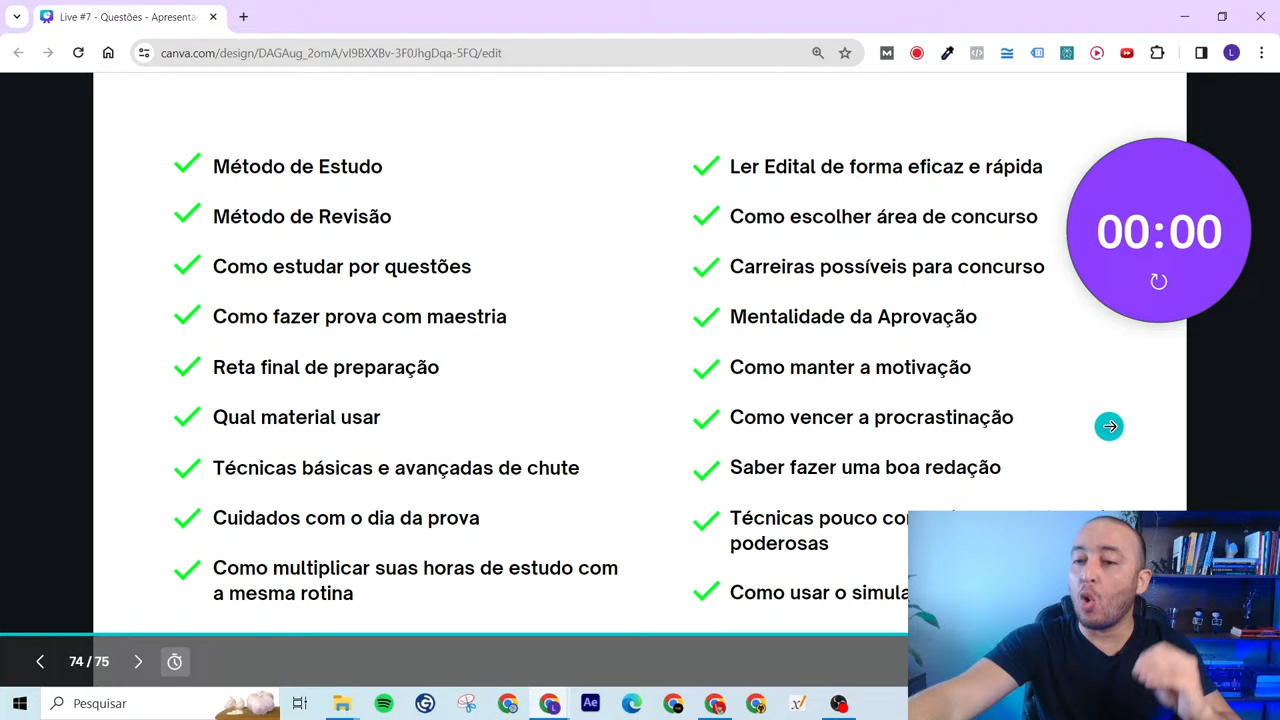 Live #7 - Questões - Apresenta
canva.com/design/DAGAug_2omA/vI9BXXBv-3F0JhgDqa-5FQ/edit
Método de Estudo
Método de Revisão
Como estudar por questões
Como fazer prova com maestria
Reta final de preparação
Qual material usar
Técnicas básicas e avançadas de chute
Cuidados com o dia da prova
Como multiplicar suas horas de estudo com
a mesma rotina
Ler Edital de forma eficaz e rápida
Como escolher área de concurso
Carreiras possíveis para concurso
Mentalidade da Aprovação
Como manter a motivação
Como vencer a procrastinação
Saber fazer uma boa redação
Técnicas pouco
poderosas
Como usar o
00:00
74 / 75
Pesquisar